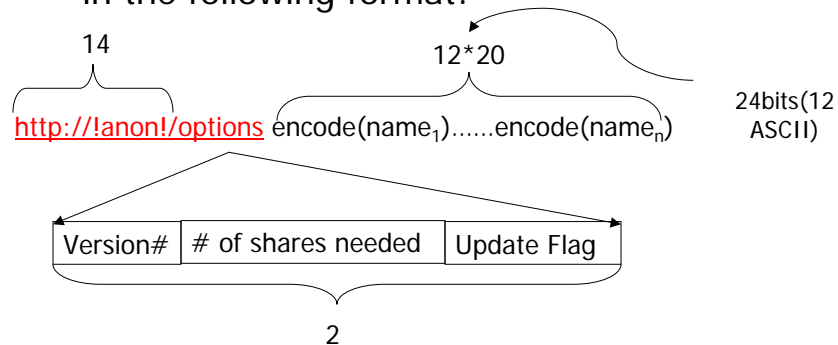 in the following format:
14
12*20
24bits(12
ASCII)
http://!anon!/options encode(name1)......encode(namen)
Version# # of shares needed Update Flag
2